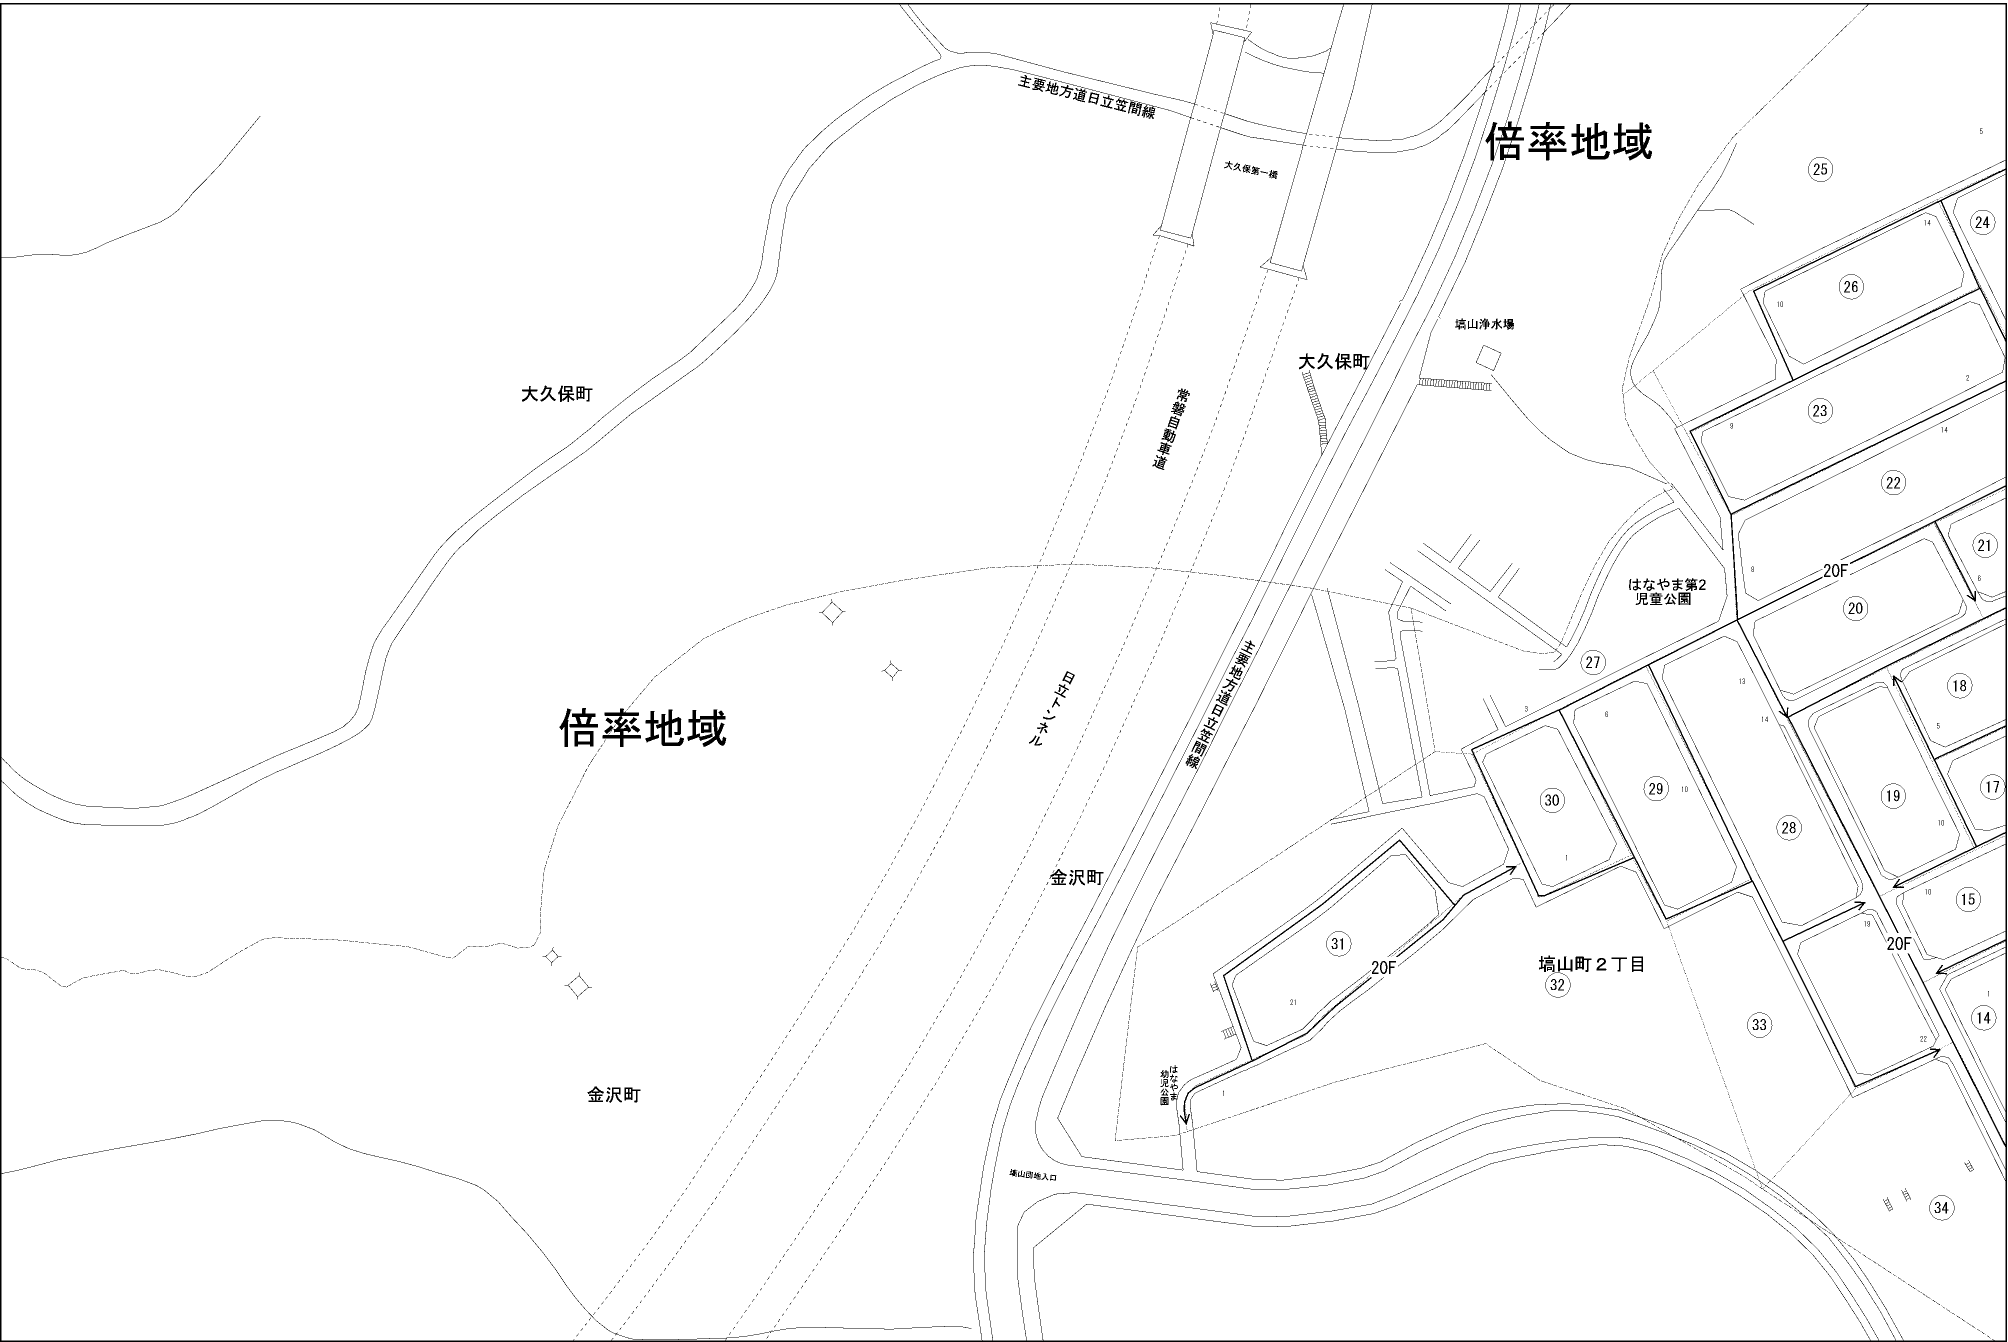 主要地方道日立笠間線
倍率地域
5
25
大久保第一橋
24
14
26
10
塙山浄水場
大久保町
大久保町
2
23
9
14
常磐自動車道
22
21
8
20F
6
はなやま第2
児童公園
20
主要地方道日立笠間線
27
日立トンネル
13
18
3
6
14
5
倍率地域
29
10
17
30
19
28
10
1
金沢町
10
15
19
31
20F
20F
塙山町2丁目
32
21
1
14
33
22
はなやま
幼児公園
1
金沢町
塙山団地入口
34